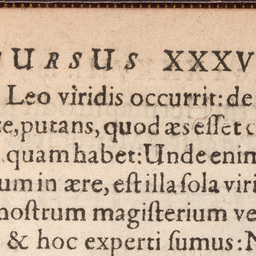 URSUS XXXV
Leo viridis occurrit: de
e, putans, quod æs eſſet
quam habet: Unde enim
um in ære, eſt illa ſola viri
noſtrum magiſterium ve
& hoc experti ſumus: N